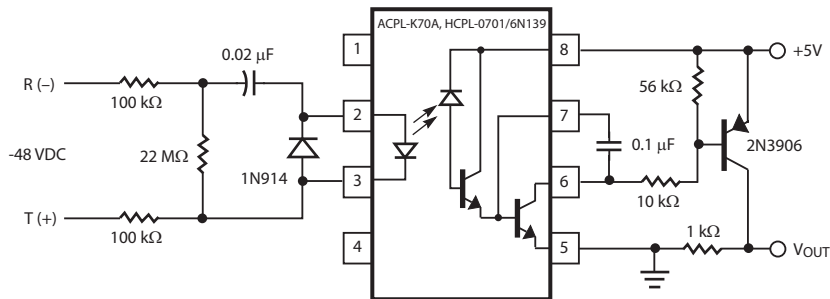 ACPL-K70A, HCPL-0701/6N139
0.02 µF
1
8
+5V
R (–)
100 kΩ
56 kΩ
2
7
-48 VDC
22 MΩ
1N914
0.1 µF
2N3906
3
6
10 kΩ
T (+)
100 kΩ
4
5
1 kΩ
VOUT